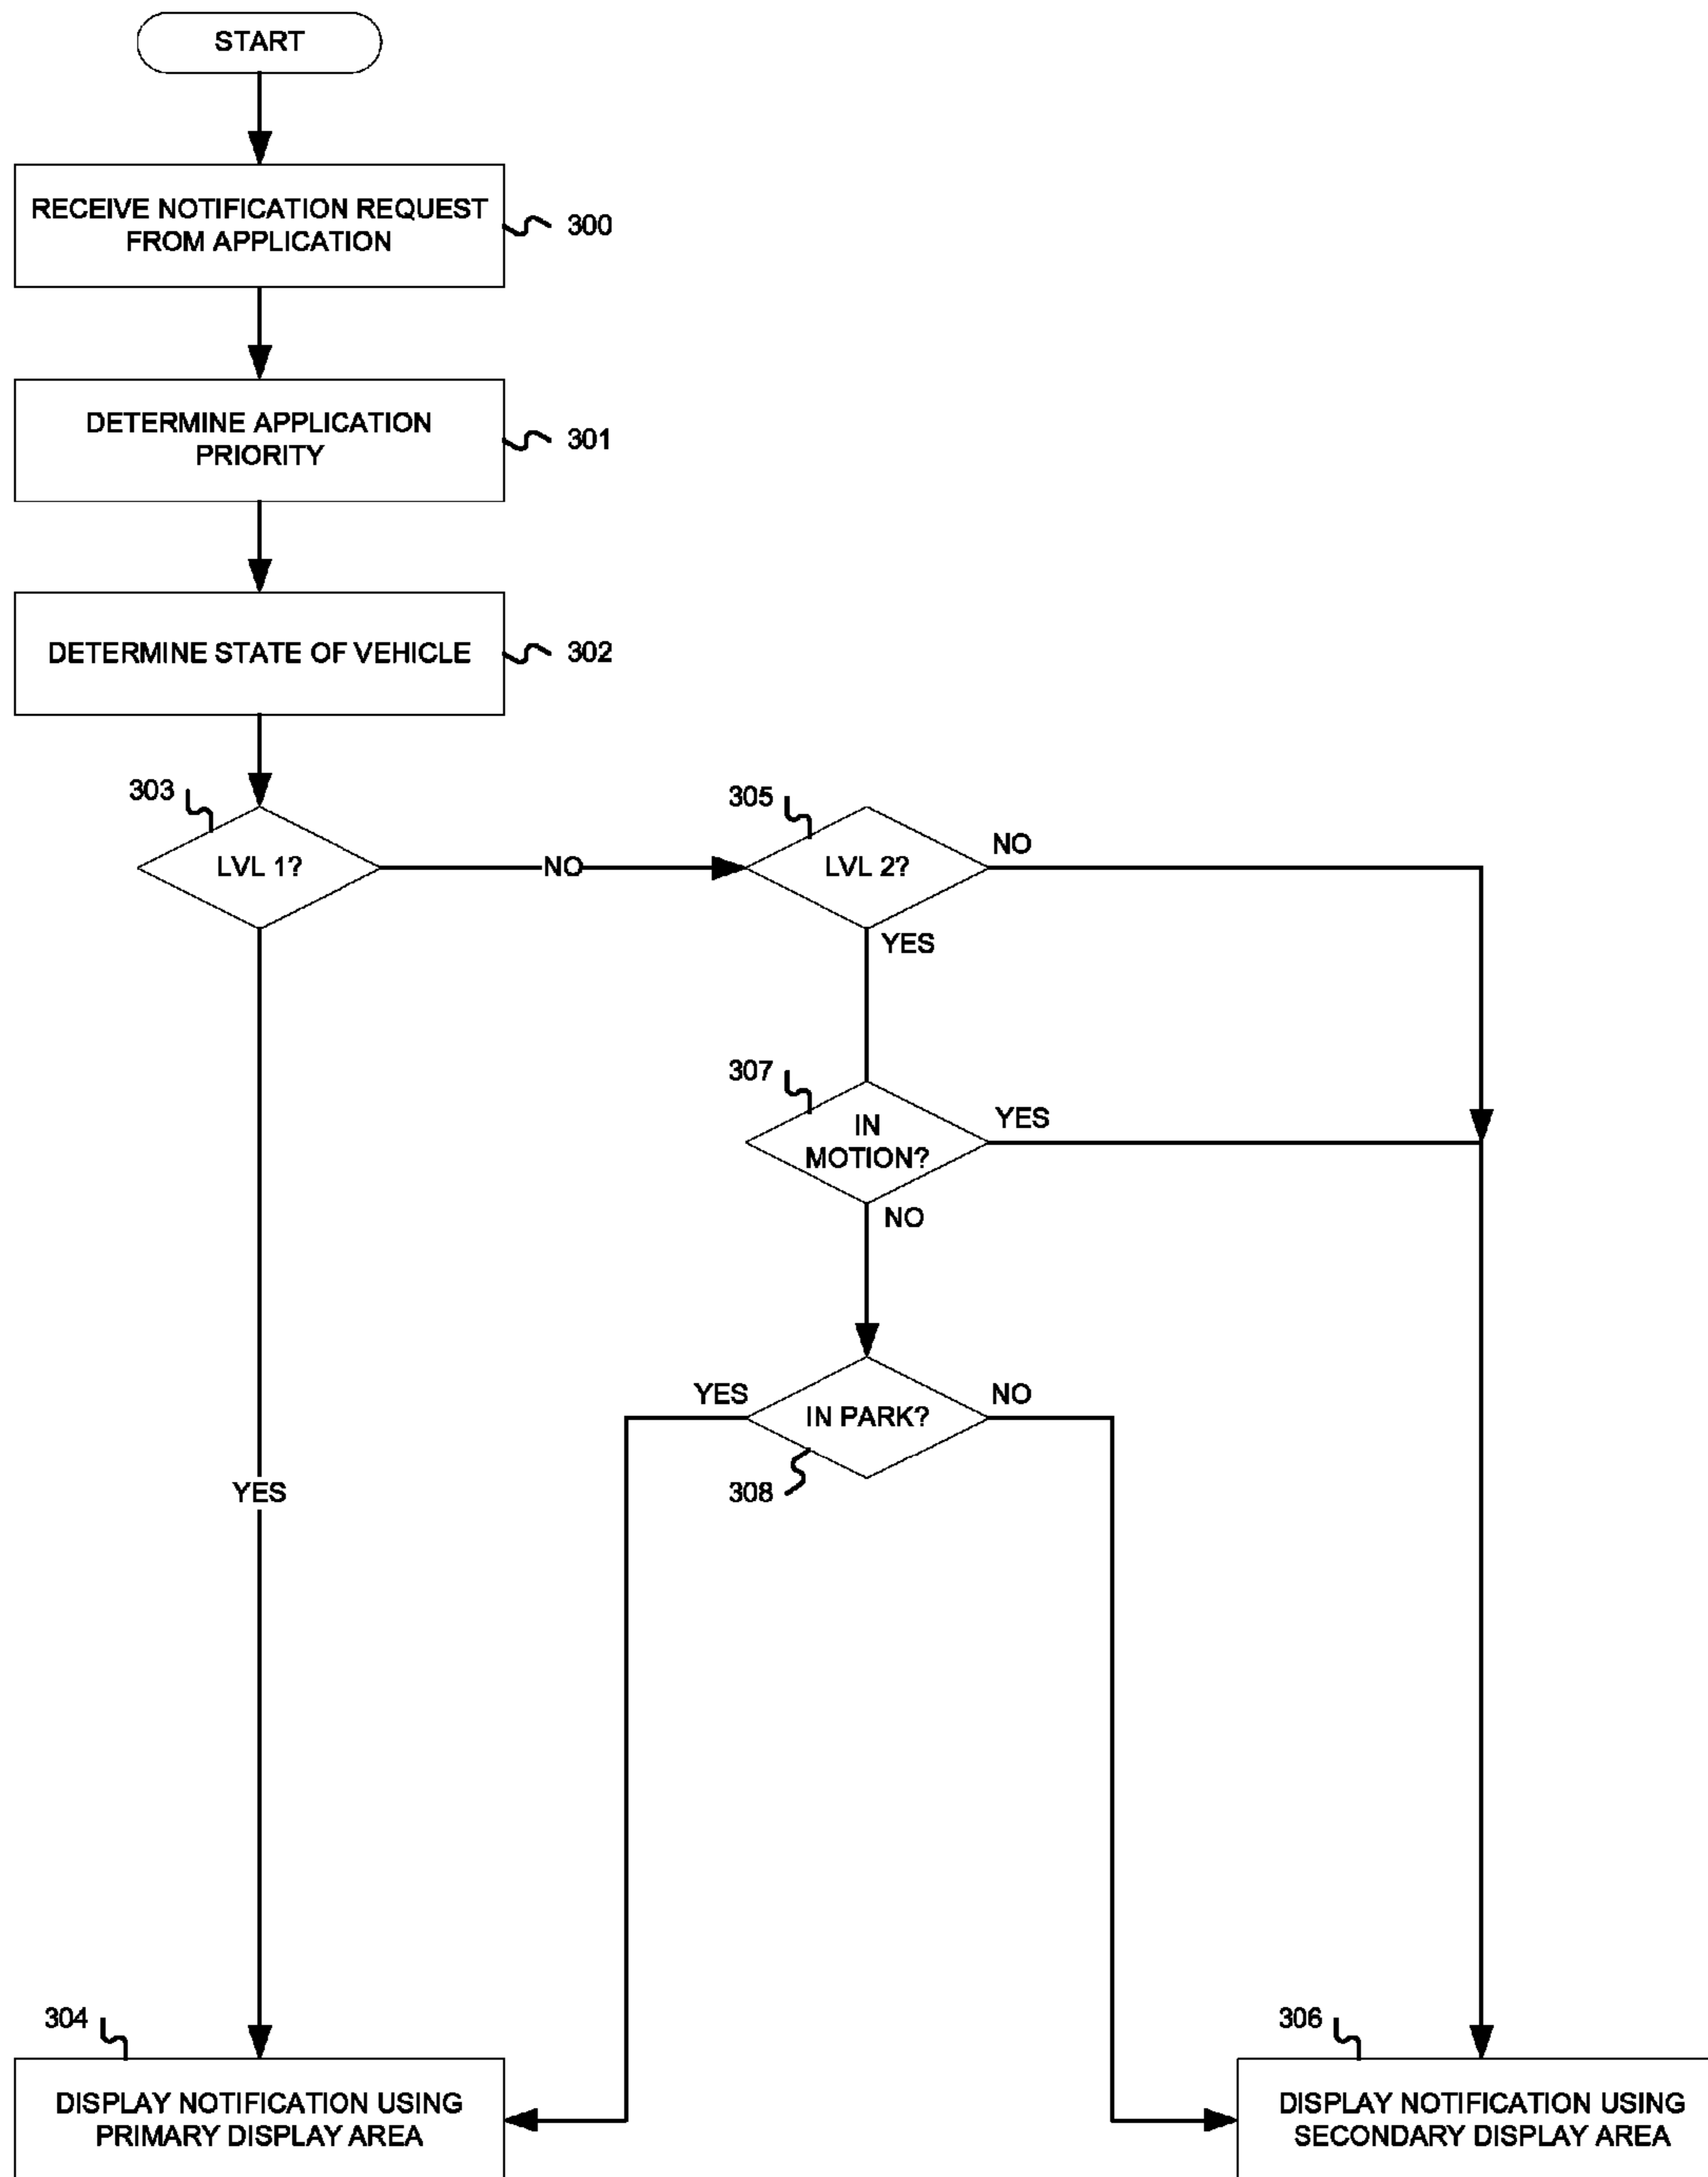 START
RECEIVE NOTIFICATION REQUEST
FROM APPLICATION
300
DETERMINE APPLICATION
PRIORITY
301
DETERMINE STATE OF VEHICLE
302
303
LVL 1?
NO
305
LVL 2?
NO
YES
307
IN
MOTION?
YES
NO
YES
IN PARK?
NO
308
YES
304
DISPLAY NOTIFICATION USING
PRIMARY DISPLAY AREA
306
DISPLAY NOTIFICATION USING
SECONDARY DISPLAY AREA